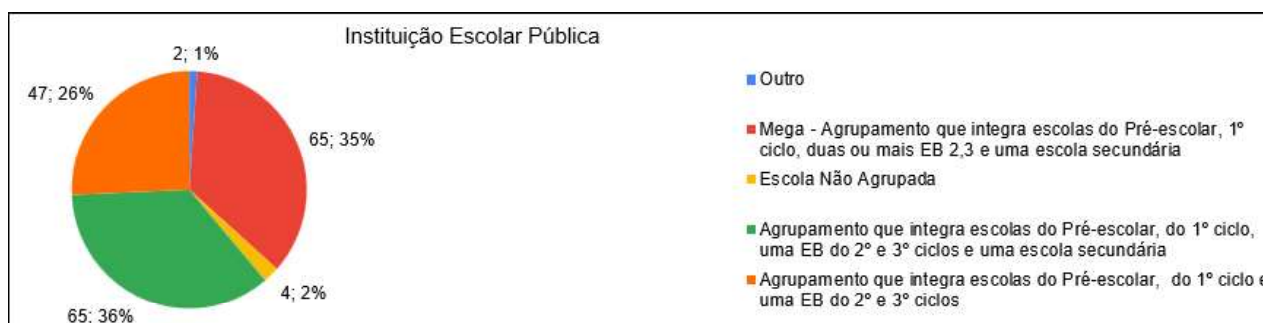 Instituição Escolar Pública
2; 1%
47; 26%
65; 35%
4; 2%
65; 36%
Outro
Mega - Agrupamento que integra escolas do Pré-escolar, 1º
ciclo, duas ou mais EB 2,3 e uma escola secundária
Escola Não Agrupada
Agrupamento que integra escolas do Pré-escolar, do 1º ciclo,
uma EB do 2º e 3º ciclos e uma escola secundária
Agrupamento que integra escolas do Pré-escolar, do 1º ciclo e
uma EB do 2º e 3º ciclos